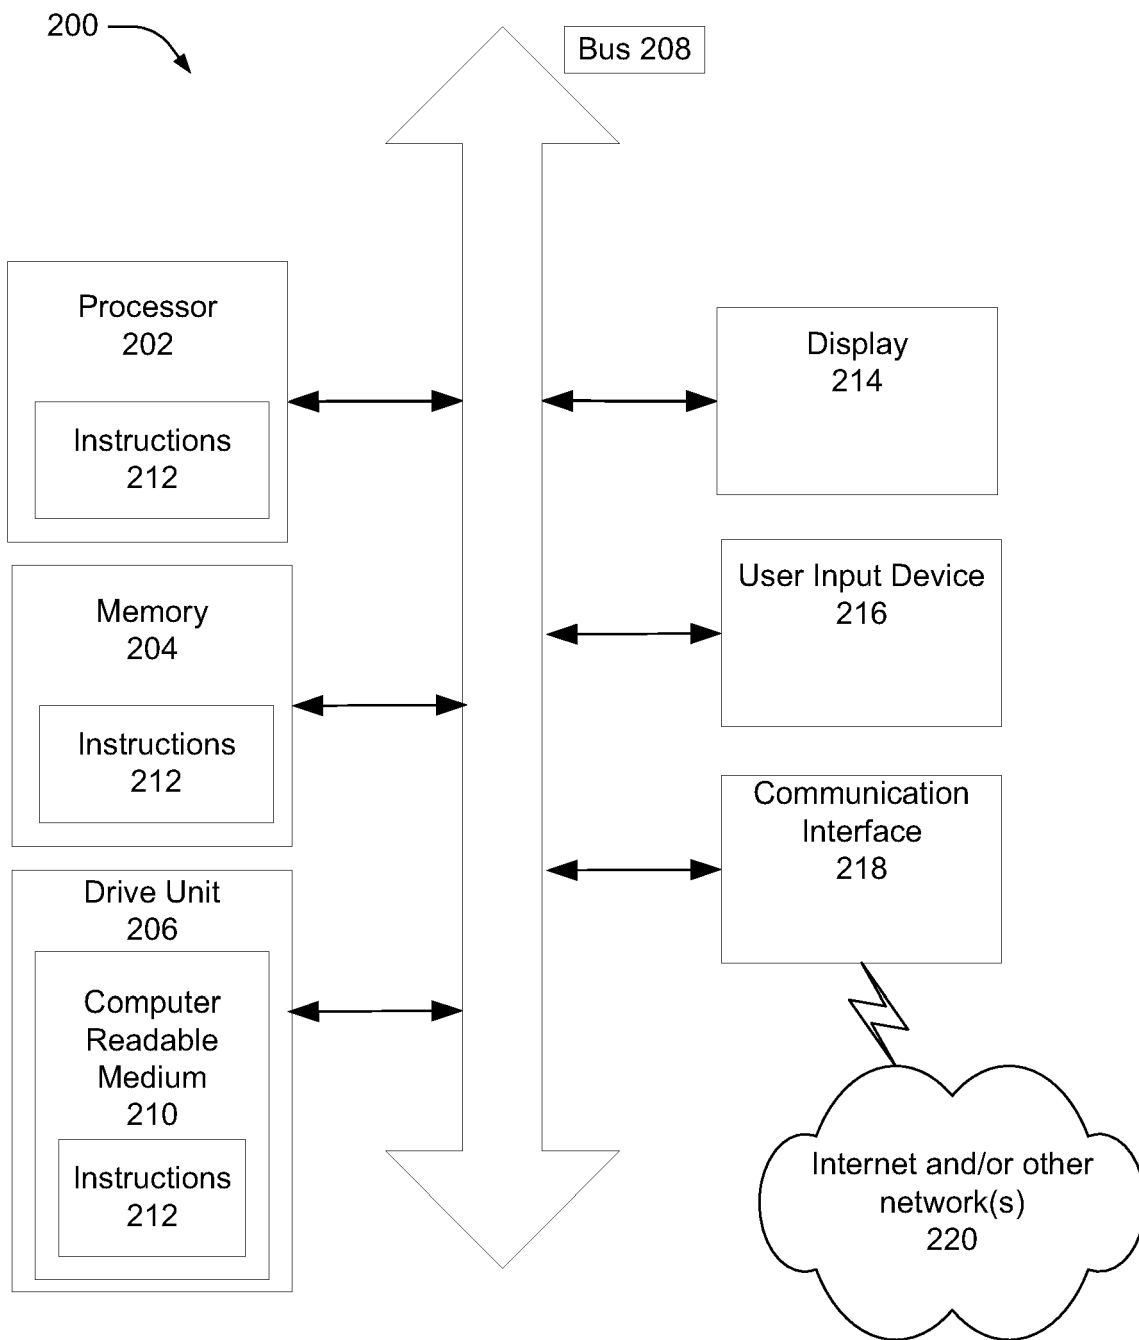 200
Bus 208
Processor
202
Instructions
212
Memory
204
Instructions
212
Drive Unit
206
Computer
Readable
Medium
210
Instructions
212
Display
214
User Input Device
216
Communication
Interface
218
Internet and/or other
network(s)
220